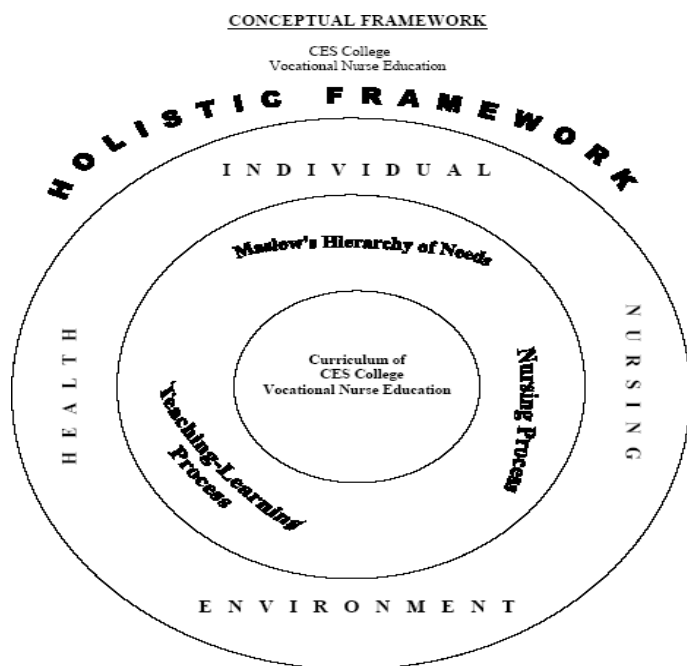 CONCEPTUAL FRAMEWORK
CES College
Vocational Nurse Education
HOLISTIC FRAMEWORK
INDIVIDUAL
Maslow's Hierarchy of Needs
HEALTH
NURSING
Curriculum of
CES College
Vocational Nurse Education
Nursing Process
Teaching-Learning
Process
ENVIRONMENT